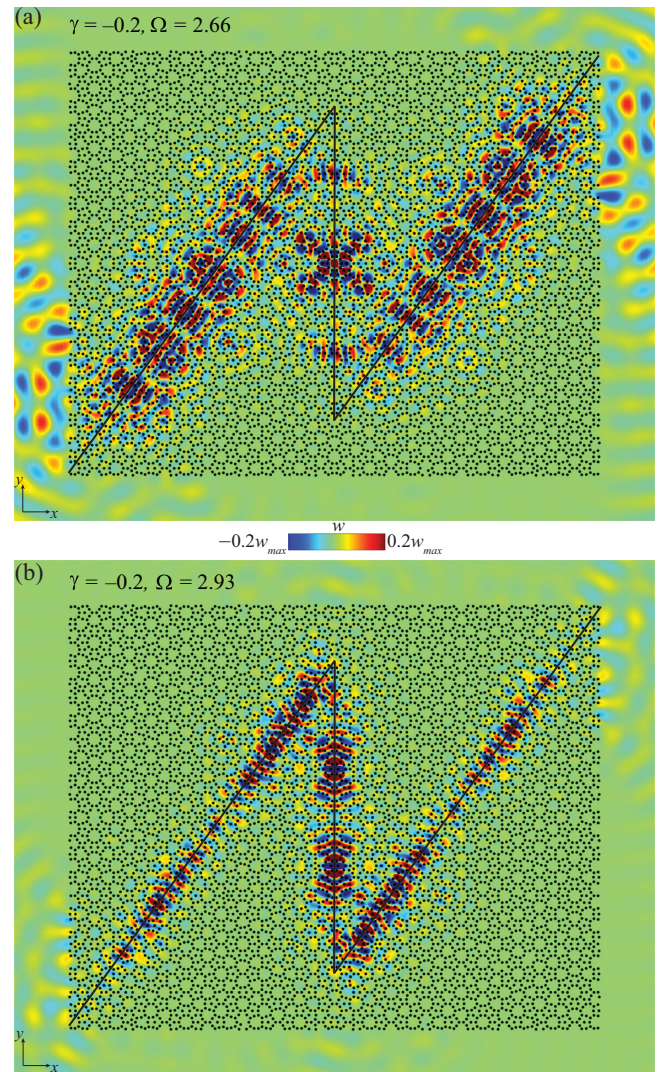 (a)
γ = –0.2, Ω = 2.66
y
x
w
−0.2w_max 0.2w_max
(b)
γ = –0.2, Ω = 2.93
y
x